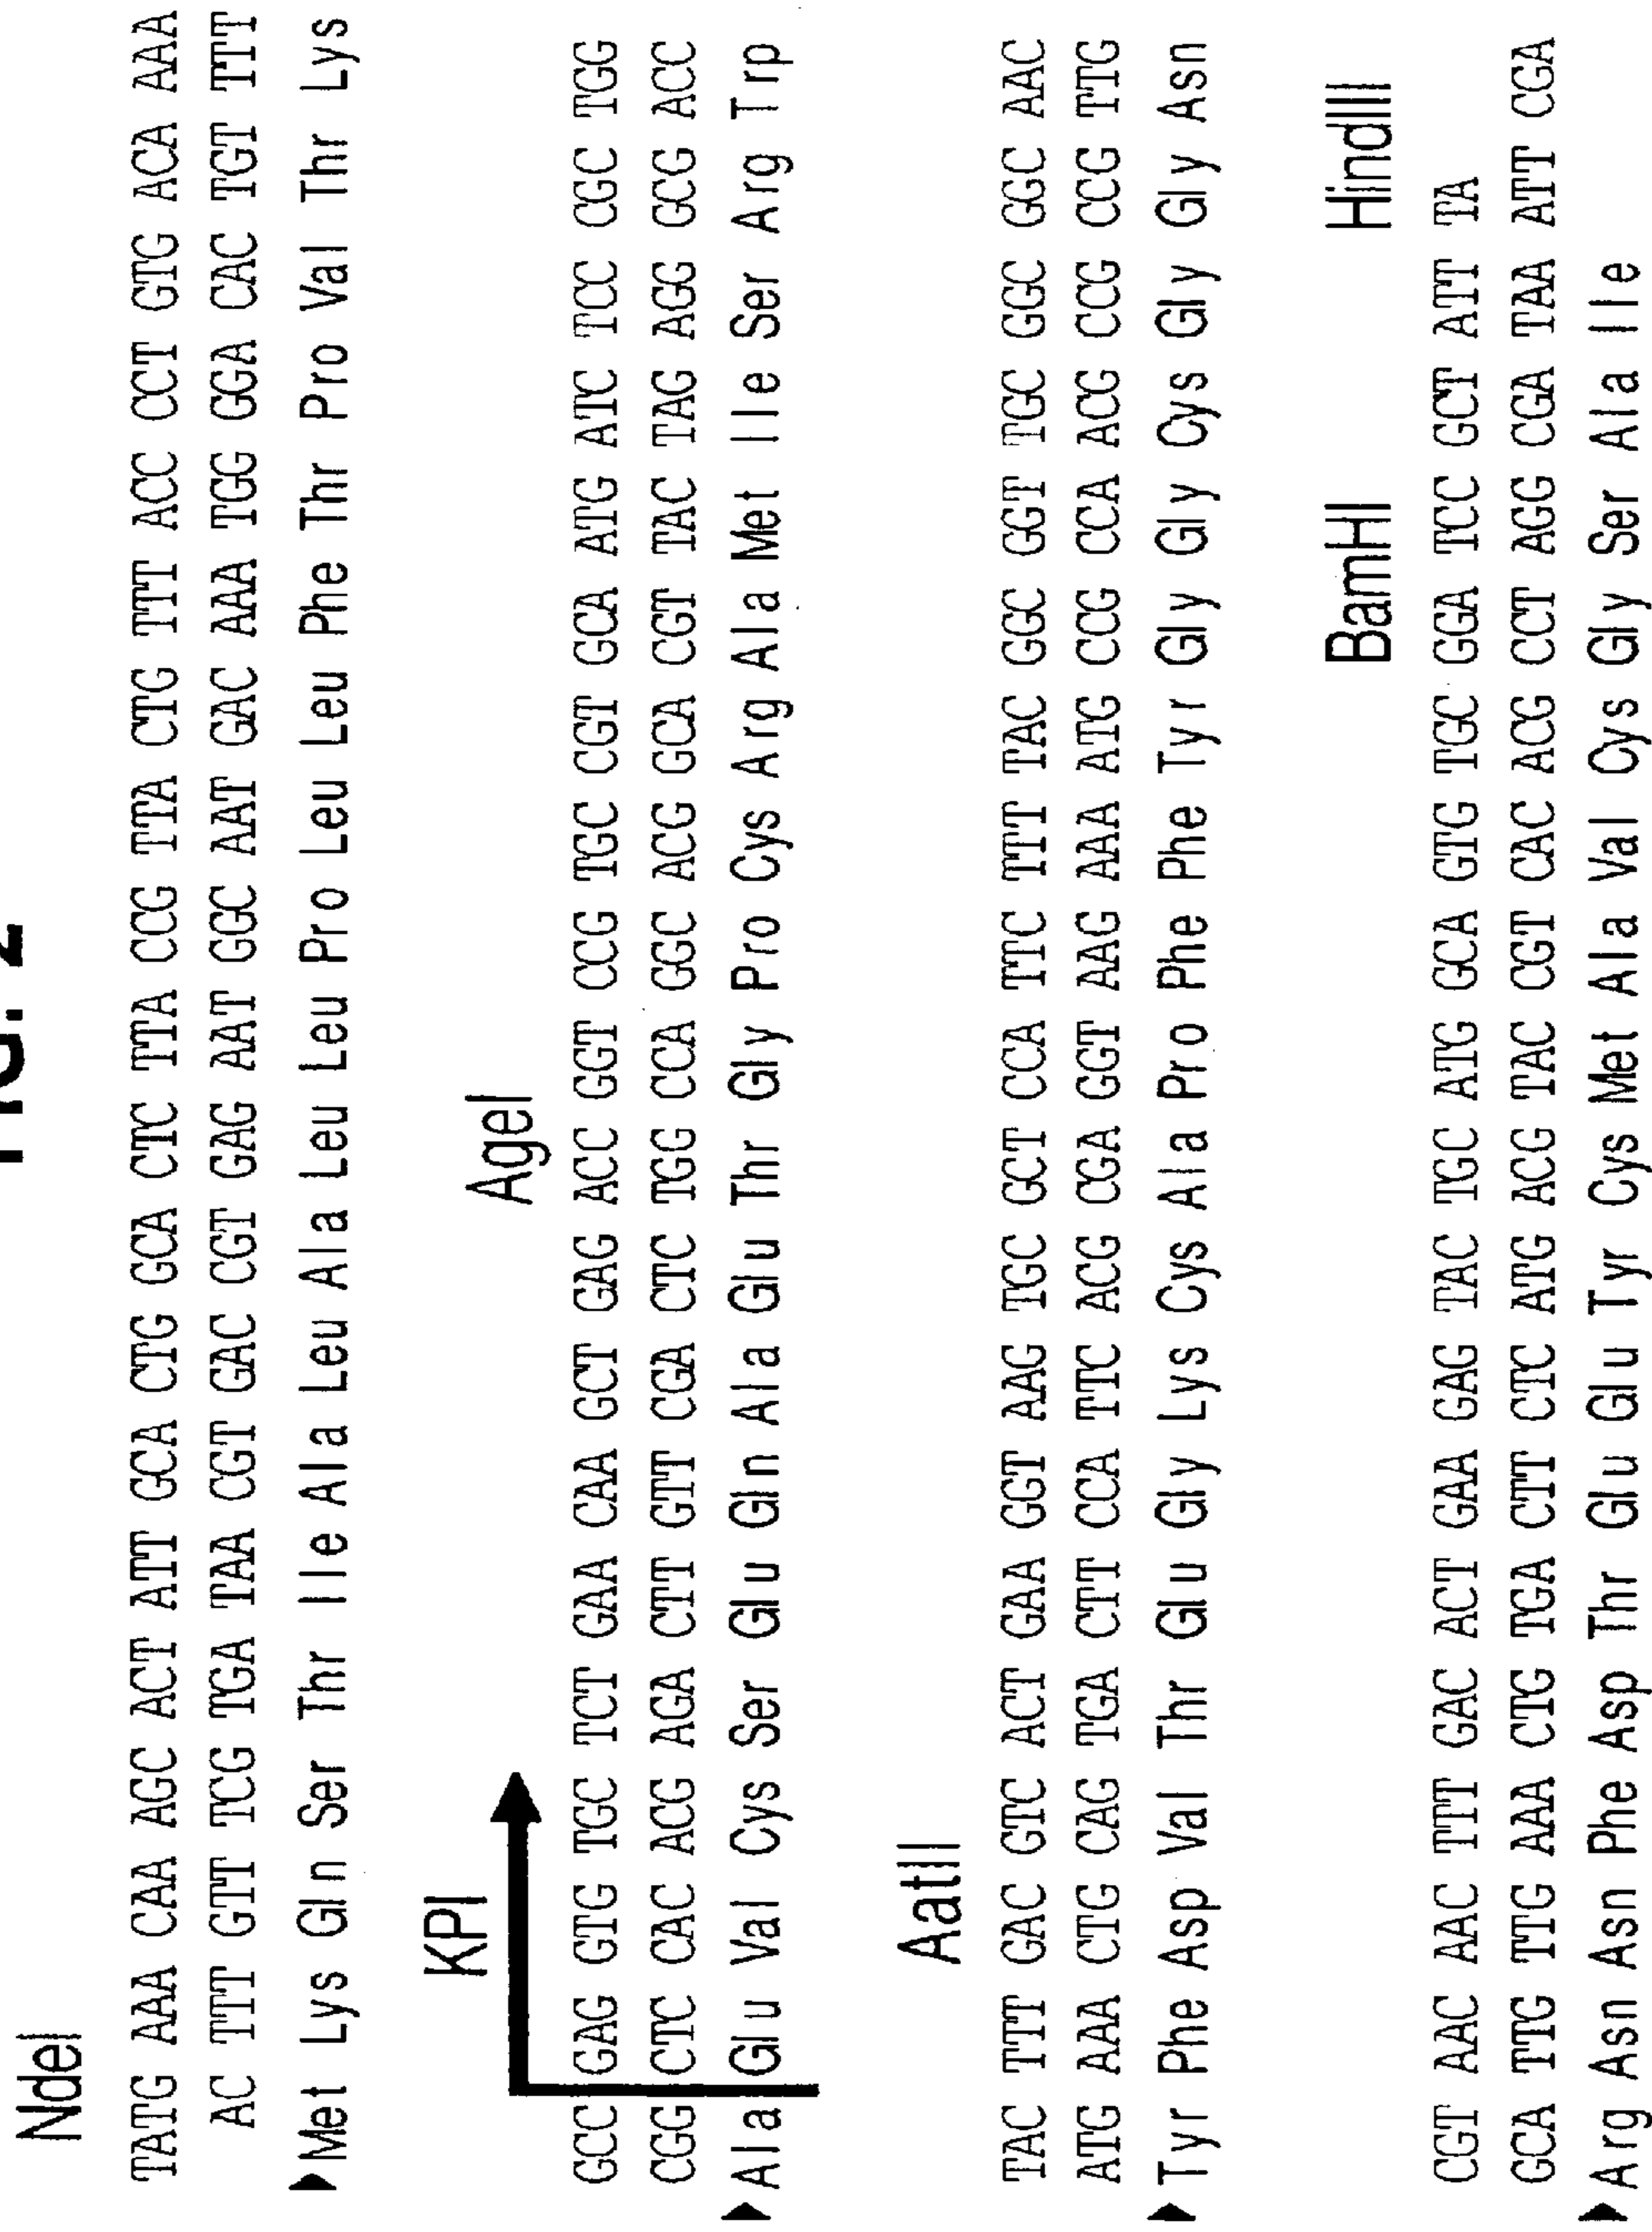 FIG. 2
NdeI
TATG AAA CAA AGC ACT ATT GCA CTG GCA CTC TTA CCG TTA CTG TTT ACC CCT GTG ACA AAA
AC TTT GTT TCG TGA TAA CGT GAC CGT GAG AAT GGC AAT GAC AAA TGG GGA CAC TGT TTT
Met Lys Gln Ser Thr Ile Ala Leu Ala Leu Leu Pro Leu Leu Phe Thr Pro Val Thr Lys
KPI AgeI
GCC GAG GTG TGC TCT GAA CAA GCT GAG ACC GGT CCG TGC CGT GCA ATG ATC TCC CGC TGG
CGG CTC CAC ACG AGA CTT GTT CGA CTC TGG CCA GGC ACG GCA CGT TAC TAG AGG GCG ACC
Ala Glu Val Cys Ser Glu Gln Ala Glu Thr Gly Pro Cys Arg Ala Met Ile Ser Arg Trp
AatII
TAC TTT GAC GTC ACT GAA GGT AAG TGC GCT CCA TTC TTT TAC GGC GGT TGC GGC GGC AAC
ATG AAA CTG CAG TGA CTT CCA TTC ACG CGA GGT AAG AAA ATG CCG CCA ACG CCG CCG TTG
Tyr Phe Asp Val Thr Glu Gly Lys Cys Ala Pro Phe Phe Tyr Gly Gly Cys Gly Gly Asn
BamHI HindIII
CGT AAC AAC TTT GAC ACT GAA GAG TAC TGC ATG GCA GTG TGC GGA TCC GCT ATT TA
GCA TTG TTG AAA CTG TGA CTT CTC ATG ACG TAC CGT CAC ACG CCT AGG CGA TAA ATT CGA
Arg Asn Asn Phe Asp Thr Glu Glu Tyr Cys Met Ala Val Cys Gly Ser Ala Ile